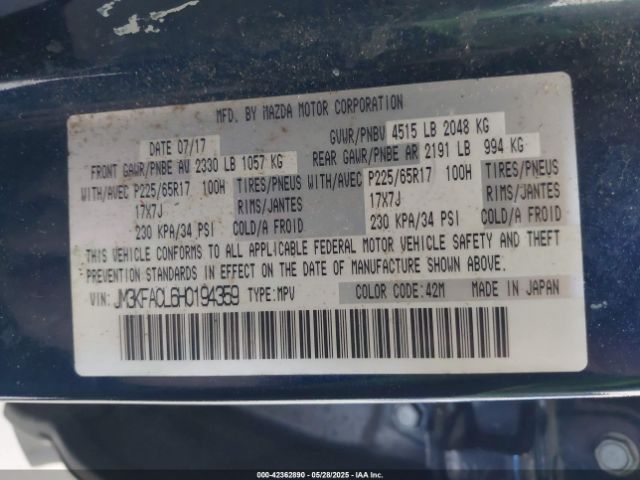 MFD. BY MAZDA MOTOR CORPORATION
DATE 07/17 GVWR/PNBV 4515 LB 2048 KG
FRONT GAWR/PNBE AV 2330 LB 1057 KG REAR GAWR/PNBE AR 2191 LB 994 KG
WITH/AVEC P225/65R17 100H TIRES/PNEUS WITH/AVEC P225/65R17 100H TIRES/PNEUS
17X7J RIMS/JANTES 17X7J RIMS/JANTES
230 KPA/34 PSI COLD/A FROID 230 KPA/34 PSI COLD/A FROID
THIS VEHICLE CONFORMS TO ALL APPLICABLE FEDERAL MOTOR VEHICLE SAFETY AND THEFT
PREVENTION STANDARDS IN EFFECT ON THE DATE OF MANUFACTURE SHOWN ABOVE.
VIN: JM3KFACL6H0194359 TYPE:MPV COLOR CODE:42M MADE IN JAPAN
000-42362890 - 05/28/2025 - IAAI.COM